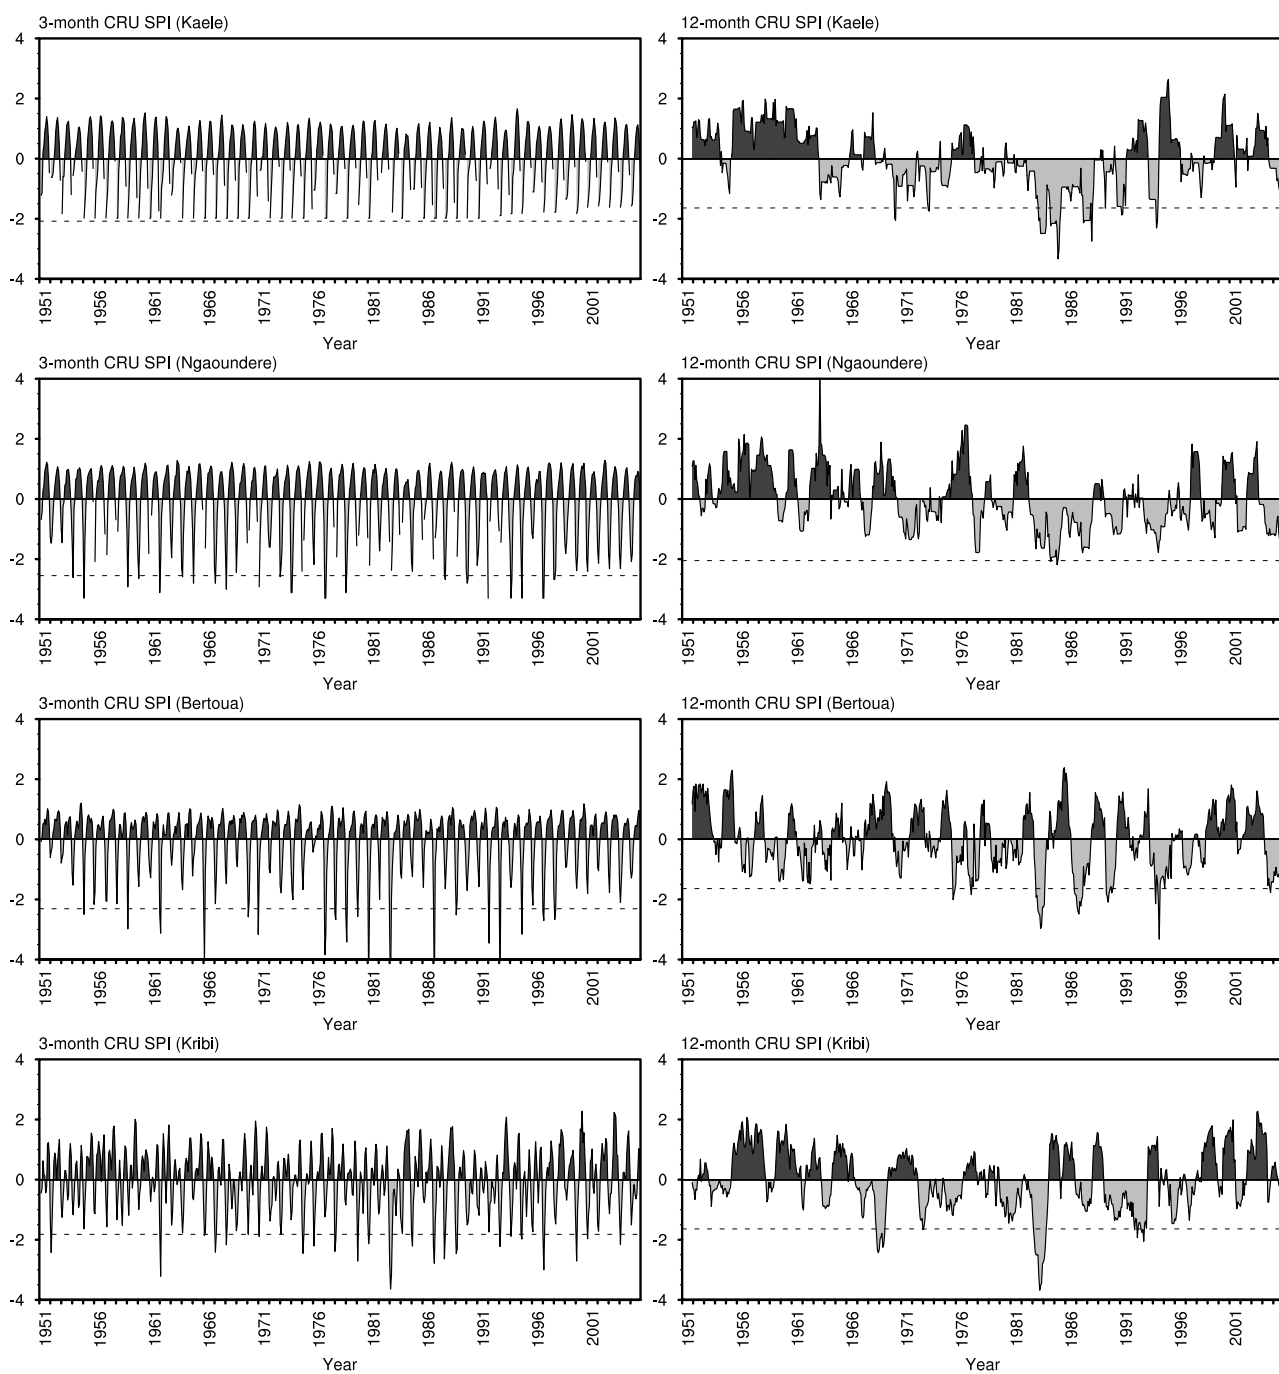 3-month CRU SPI (Kaele)
4
2
0
-2
-4
1951 1956 1961 1966 1971 1976 1981 1986 1991 1996 2001
Year
12-month CRU SPI (Kaele)
4
2
0
-2
-4
1951 1956 1961 1966 1971 1976 1981 1986 1991 1996 2001
Year
3-month CRU SPI (Ngaoundere)
4
2
0
-2
-4
1951 1956 1961 1966 1971 1976 1981 1986 1991 1996 2001
Year
12-month CRU SPI (Ngaoundere)
4
2
0
-2
-4
1951 1956 1961 1966 1971 1976 1981 1986 1991 1996 2001
Year
3-month CRU SPI (Bertoua)
4
2
0
-2
-4
1951 1956 1961 1966 1971 1976 1981 1986 1991 1996 2001
Year
12-month CRU SPI (Bertoua)
4
2
0
-2
-4
1951 1956 1961 1966 1971 1976 1981 1986 1991 1996 2001
Year
3-month CRU SPI (Kribi)
4
2
0
-2
-4
1951 1956 1961 1966 1971 1976 1981 1986 1991 1996 2001
Year
12-month CRU SPI (Kribi)
4
2
0
-2
-4
1951 1956 1961 1966 1971 1976 1981 1986 1991 1996 2001
Year